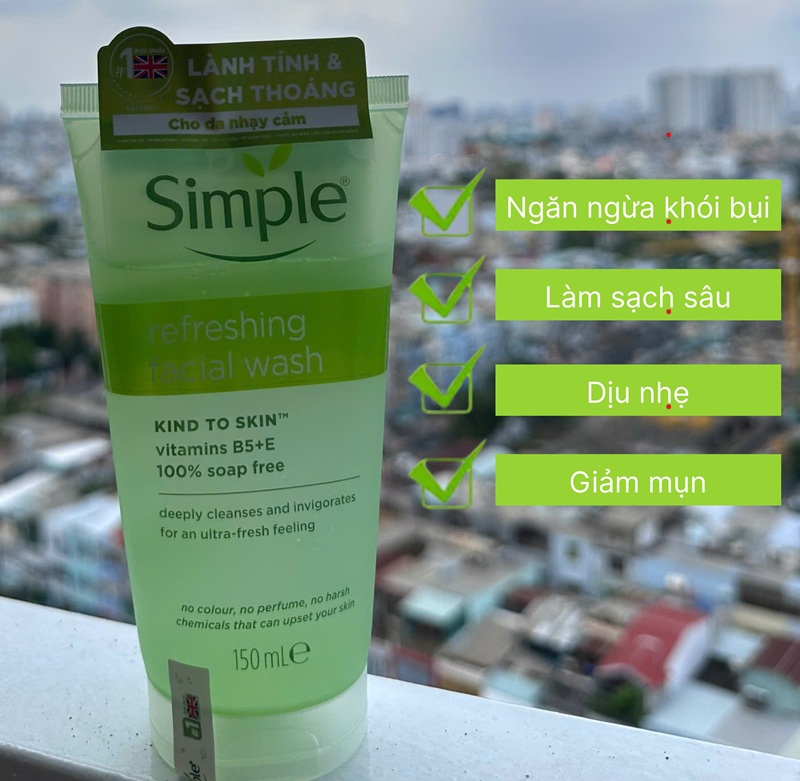 #1
LÀNH TÍNH &
SẠCH THOÁNG
Cho da nhạy cảm
Simple®
refreshing
facial wash
KIND TO SKIN™
vitamins B5+E
100% soap free
deeply cleanses and invigorates
for an ultra-fresh feeling
no colour, no perfume, no harsh
chemicals that can upset your skin
150 mL e
Ngăn ngừa khói bụi
Làm sạch sâu
Dịu nhẹ
Giảm mụn